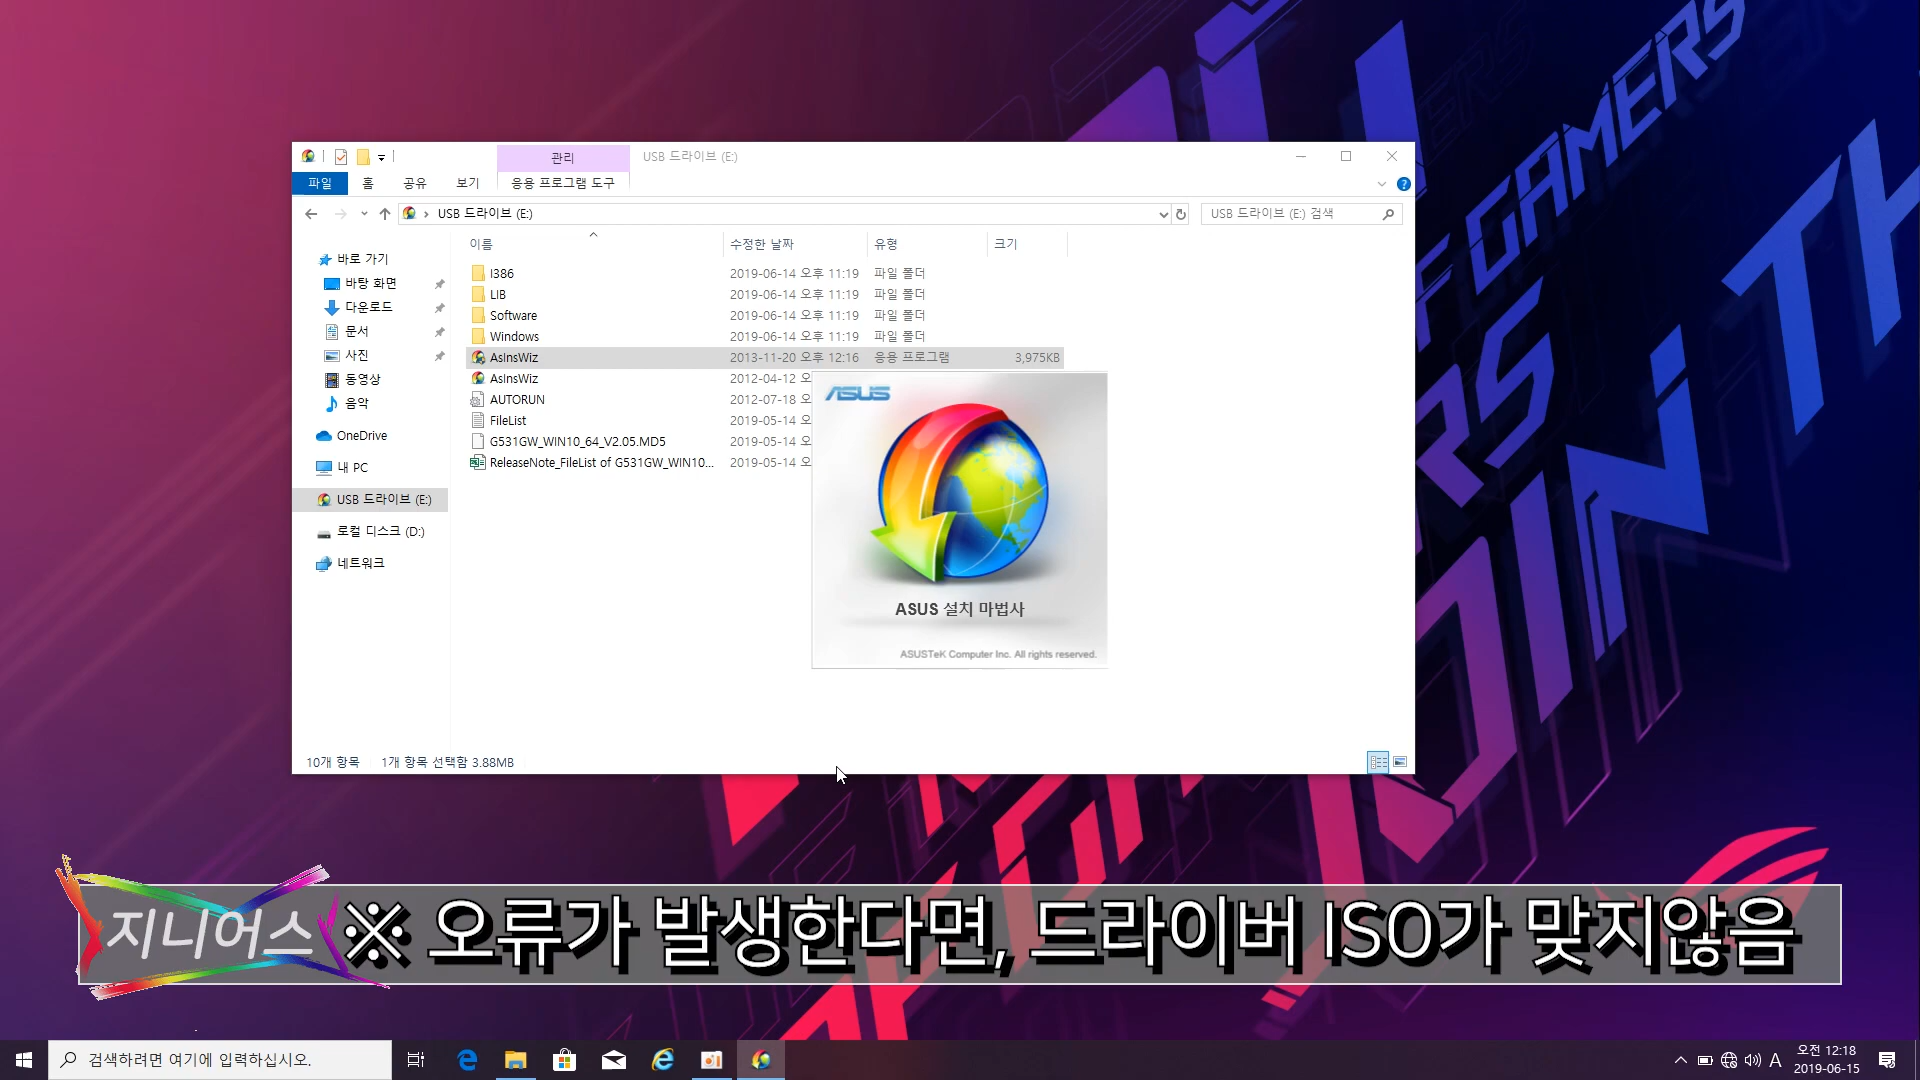 관리
USB 드라이브 (E:)
파일
홈
공유
보기
응용 프로그램 도구
USB 드라이브 (E:)
USB 드라이브 (E:) 검색
이름
수정한 날짜
유형
크기
바로 가기
바탕 화면
다운로드
문서
사진
동영상
음악
OneDrive
내 PC
USB 드라이브 (E:)
로컬 디스크 (D:)
네트워크
I386 2019-06-14 오후 11:19 파일 폴더
LIB 2019-06-14 오후 11:19 파일 폴더
Software 2019-06-14 오후 11:19 파일 폴더
Windows 2019-06-14 오후 11:19 파일 폴더
AsInsWiz 2013-11-20 오후 12:16 응용 프로그램 3,975KB
AsInsWiz 2012-04-12 오
AUTORUN 2012-07-18 오
FileList 2019-05-14 오
G531GW_WIN10_64_V2.05.MD5 2019-05-14 오
ReleaseNote_FileList of G531GW_WIN10... 2019-05-14 오
ASUS
ASUS 설치 마법사
ASUSTeK Computer Inc. All rights reserved.
10개 항목
1개 항목 선택함 3.88MB
지니어스
※ 오류가 발생한다면, 드라이버 ISO가 맞지않음
검색하려면 여기에 입력하십시오.
A
오전 12:18
2019-06-15